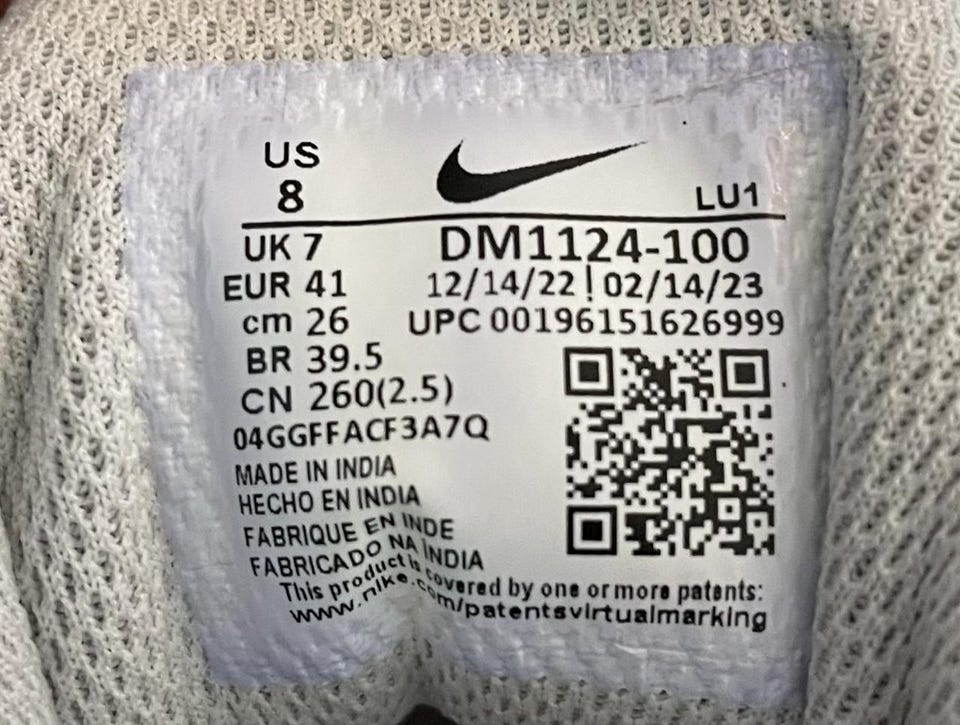 US
8
LU1
UK 7
DM1124-100
EUR 41
12/14/22 | 02/14/23
cm 26
UPC 00196151626999
BR 39.5
CN 260(2.5)
04GGFFACF3A7Q
MADE IN INDIA
HECHO EN INDIA
FABRIQUE EN INDE
FABRICADO NA INDIA
This product is covered by one or more patents:
www.nike.com/patentsvirtualmarking